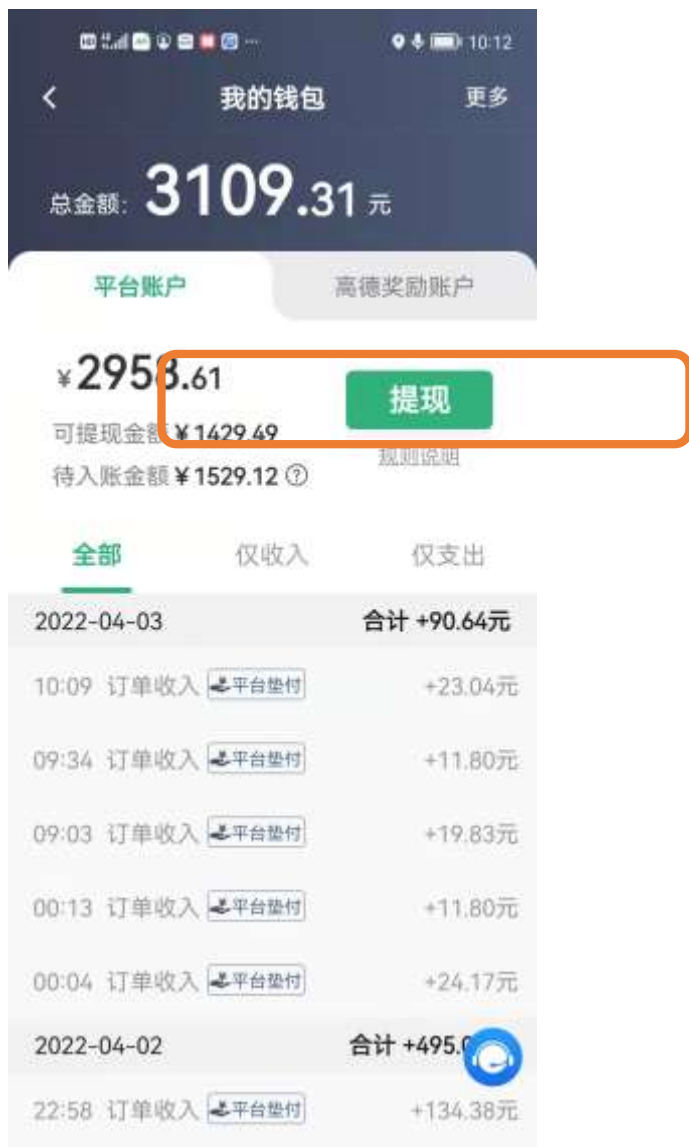 10:12
我的钱包 更多
总金额: 3109.31 元
平台账户 高德奖励账户
¥2958.61 提现
可提现金额 ¥1429.49
规则说明
待入账金额 ¥1529.12 ?
全部 仅收入 仅支出
2022-04-03 合计 +90.64元
10:09 订单收入 平台垫付 +23.04元
09:34 订单收入 平台垫付 +11.80元
09:03 订单收入 平台垫付 +19.83元
00:13 订单收入 平台垫付 +11.80元
00:04 订单收入 平台垫付 +24.17元
2022-04-02 合计 +495.
22:58 订单收入 平台垫付 +134.38元